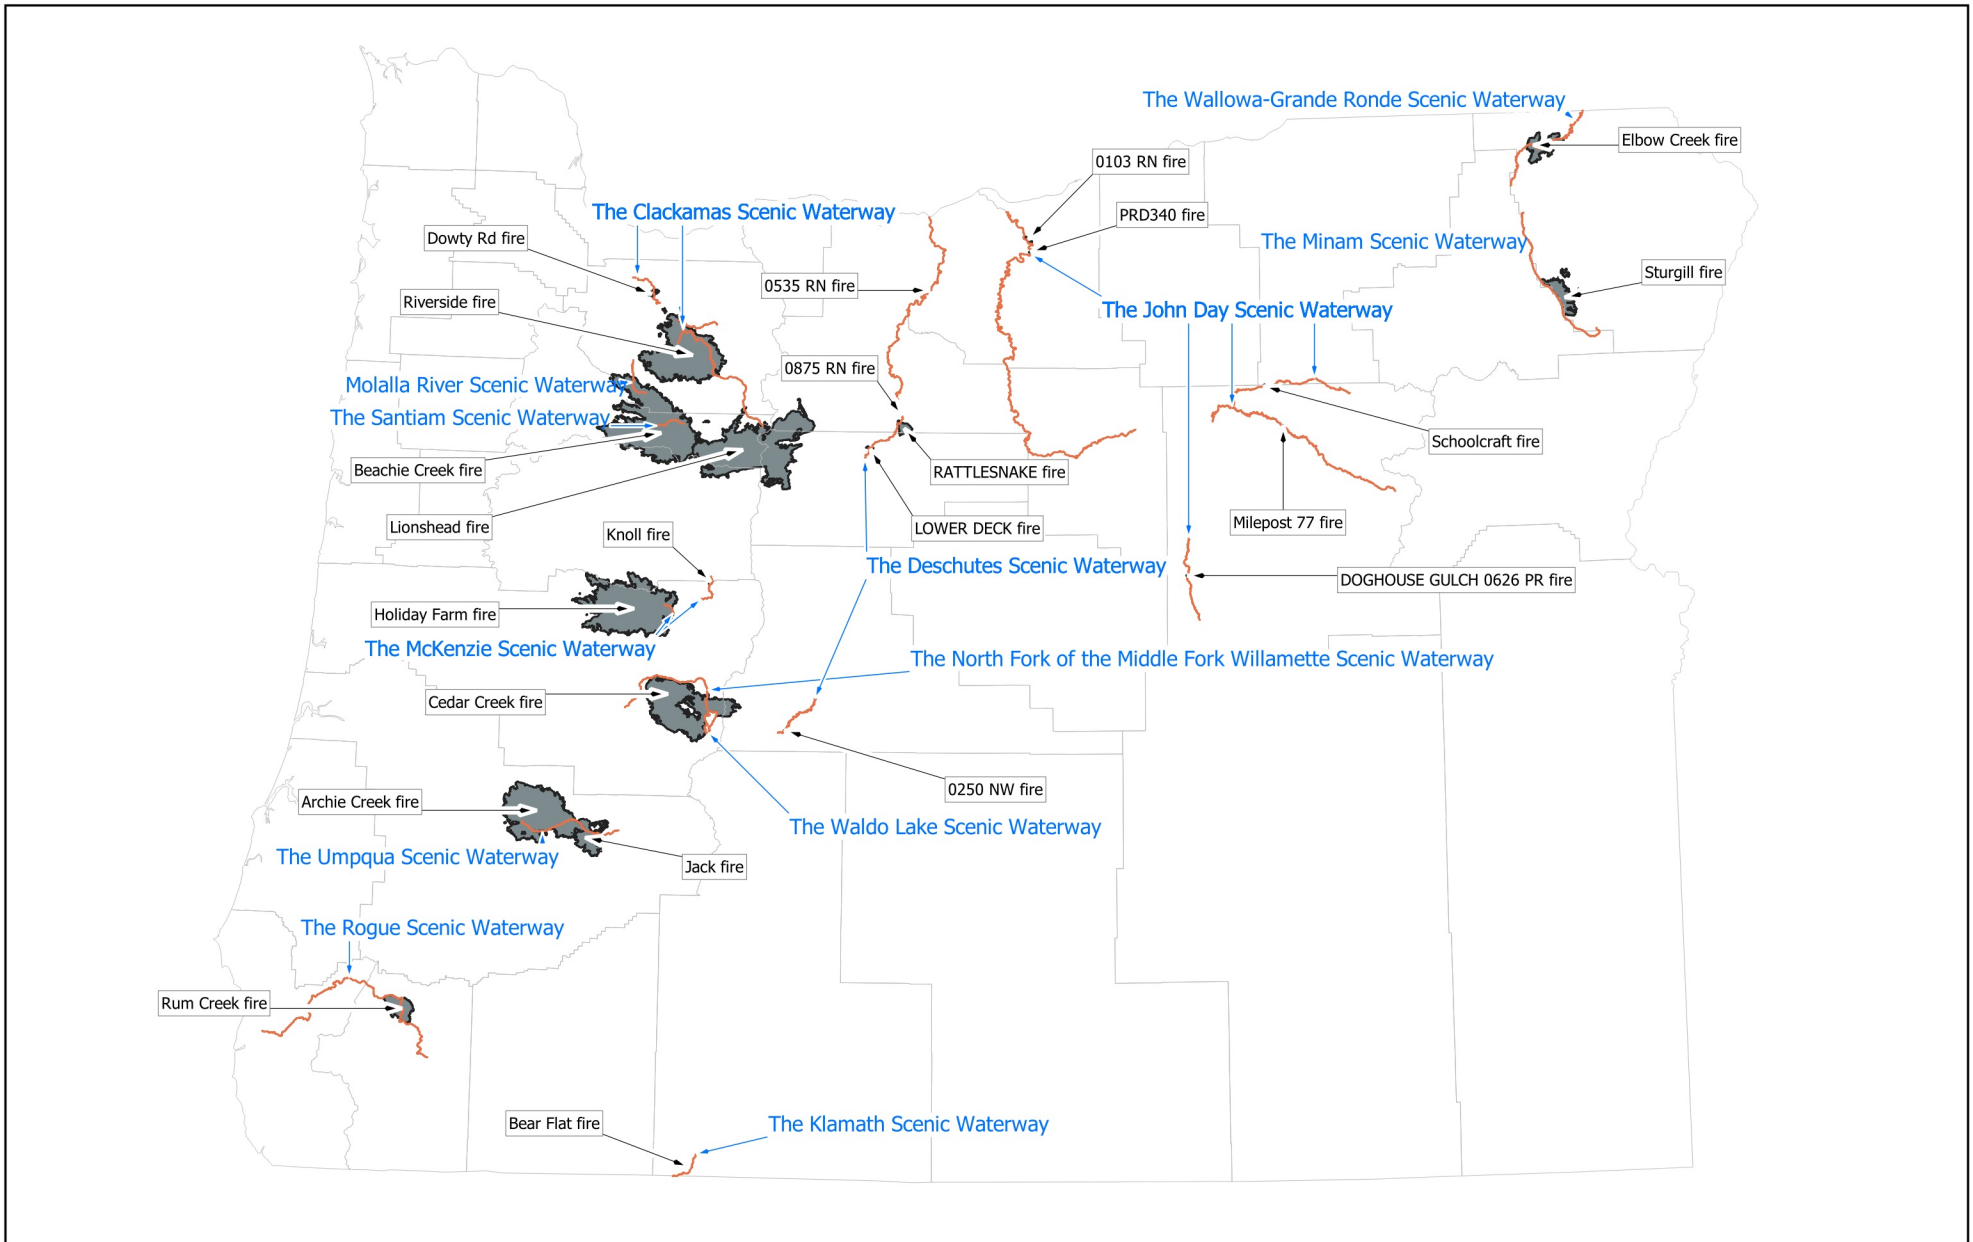 The Wallowa-Grande Ronde Scenic Waterway
Elbow Creek fire
0103 RN fire
PRD340 fire
The Clackamas Scenic Waterway
Dowty Rd fire
The Minam Scenic Waterway
Sturgill fire
0535 RN fire
Riverside fire
The John Day Scenic Waterway
0875 RN fire
Molalla River Scenic Waterway
The Santiam Scenic Waterway
Schoolcraft fire
Beachie Creek fire
RATTLESNAKE fire
Milepost 77 fire
Lionshead fire
LOWER DECK fire
Knoll fire
The Deschutes Scenic Waterway
DOGHOUSE GULCH 0626 PR fire
Holiday Farm fire
The McKenzie Scenic Waterway
The North Fork of the Middle Fork Willamette Scenic Waterway
Cedar Creek fire
0250 NW fire
Archie Creek fire
The Waldo Lake Scenic Waterway
The Umpqua Scenic Waterway
Jack fire
The Rogue Scenic Waterway
Rum Creek fire
Bear Flat fire
The Klamath Scenic Waterway